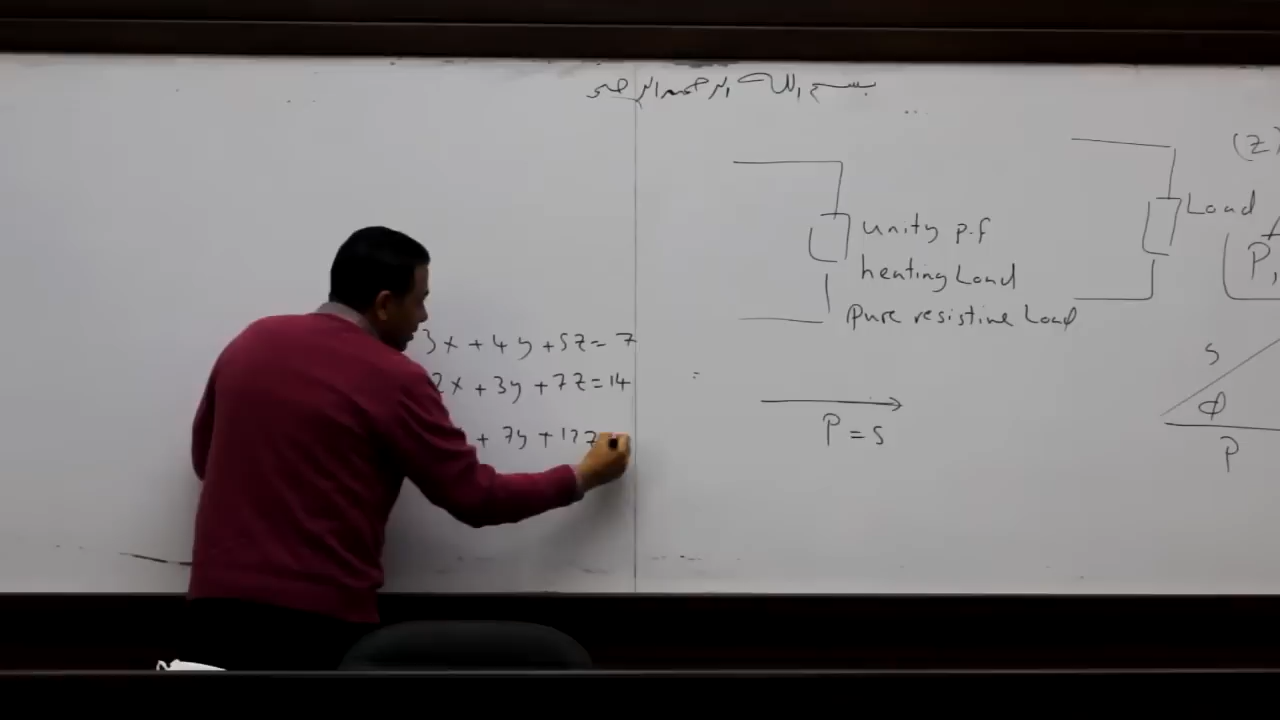 بسم الله الرحمن الرحيم
(Z)
Load
unity p.f
P,
heating Load
pure resistive Load
3x + 4y + 5z = 7
2x + 3y + 7z = 14
+ 7y + 12z
S
φ
P = S
P